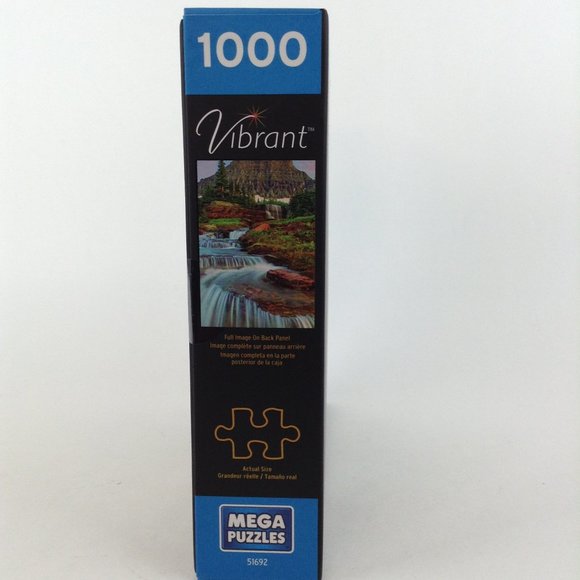 1000
Vibrant™
Full Image On Back Panel
Image complète sur panneau arrière
Imagen completa en la parte
posterior de la caja
Actual Size
Grandeur réelle / Tamaño real
MEGA
PUZZLES
51692